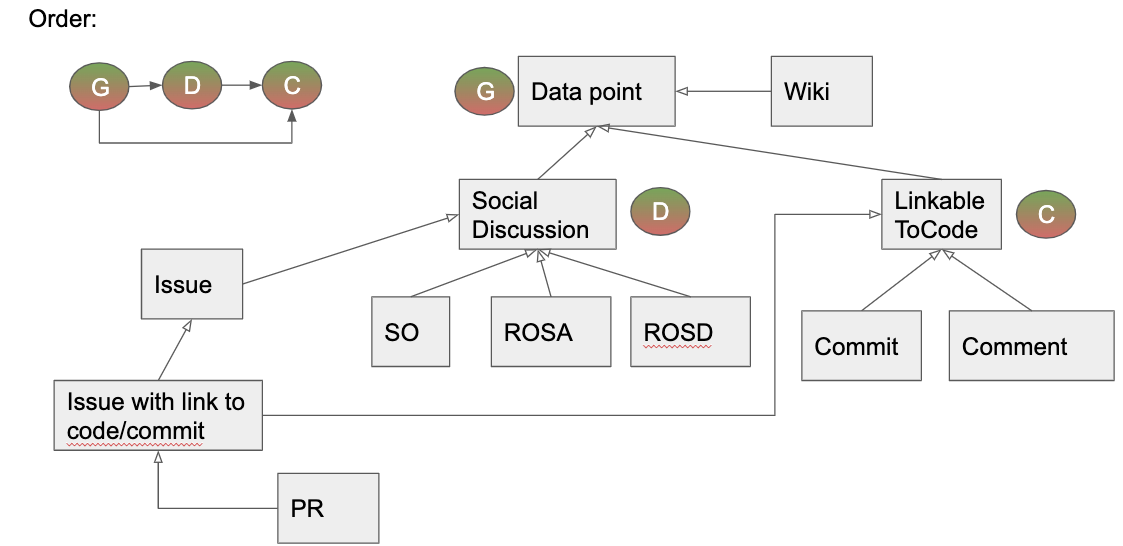 Order:
G
D
C
G
Data point
Wiki
Social
Discussion
D
Linkable
ToCode
C
Issue
SO
ROSA
ROSD
Commit
Comment
Issue with link to
code/commit
PR